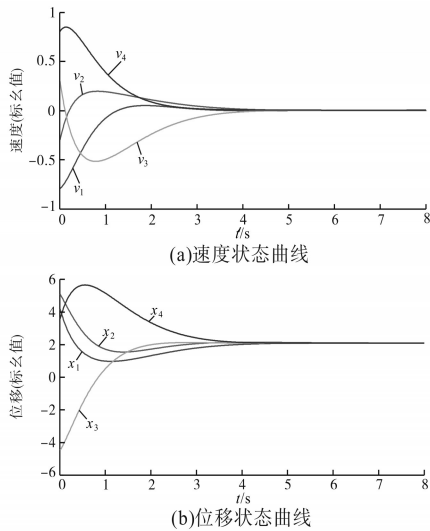 1
0.5
0
−0.5
−1
速度(标幺值)
v4
v2
v3
v1
0 1 2 3 4 5 6 7 8
t/s
(a)速度状态曲线
6
4
2
0
−2
−4
−6
位移(标幺值)
x4
x2
x1
x3
0 1 2 3 4 5 6 7 8
t/s
(b)位移状态曲线